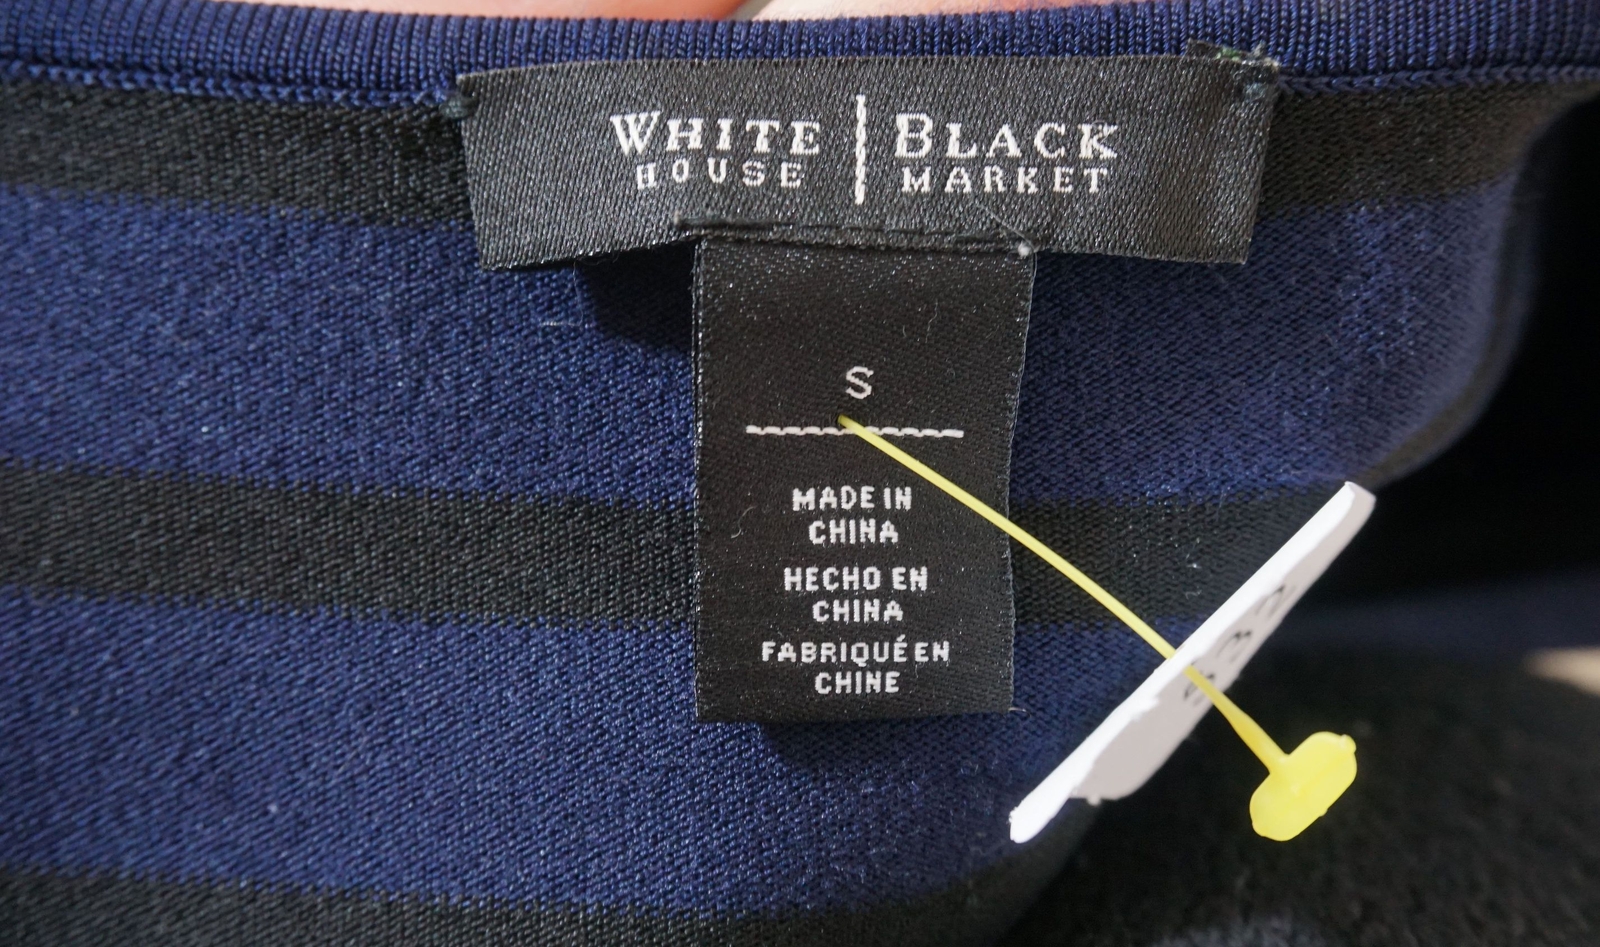 WHITE HOUSE | BLACK MARKET
S
MADE IN
CHINA
HECHO EN
CHINA
FABRIQUÉ EN
CHINE